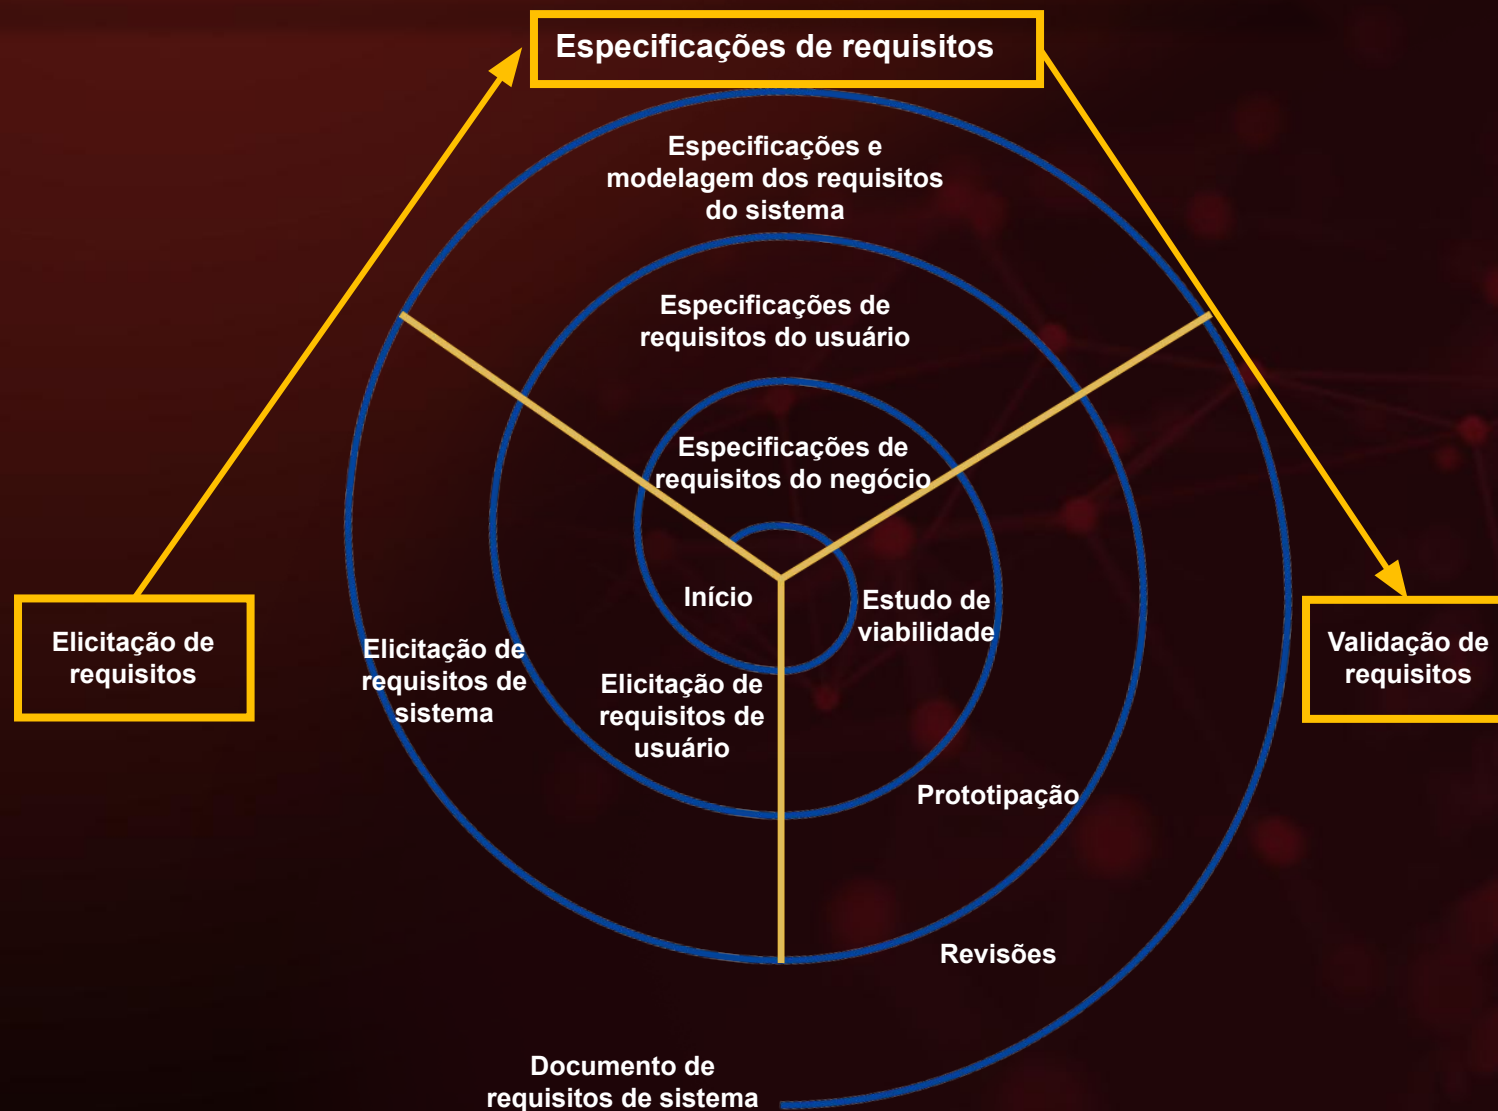 Especificações de requisitos
Especificações e
modelagem dos requisitos
do sistema
Especificações de
requisitos do usuário
Especificações de
requisitos do negócio
Início
Estudo de
viabilidade
Elicitação de
requisitos
Elicitação de
requisitos de
sistema
Elicitação de
requisitos de
usuário
Validação de
requisitos
Prototipação
Revisões
Documento de
requisitos de sistema